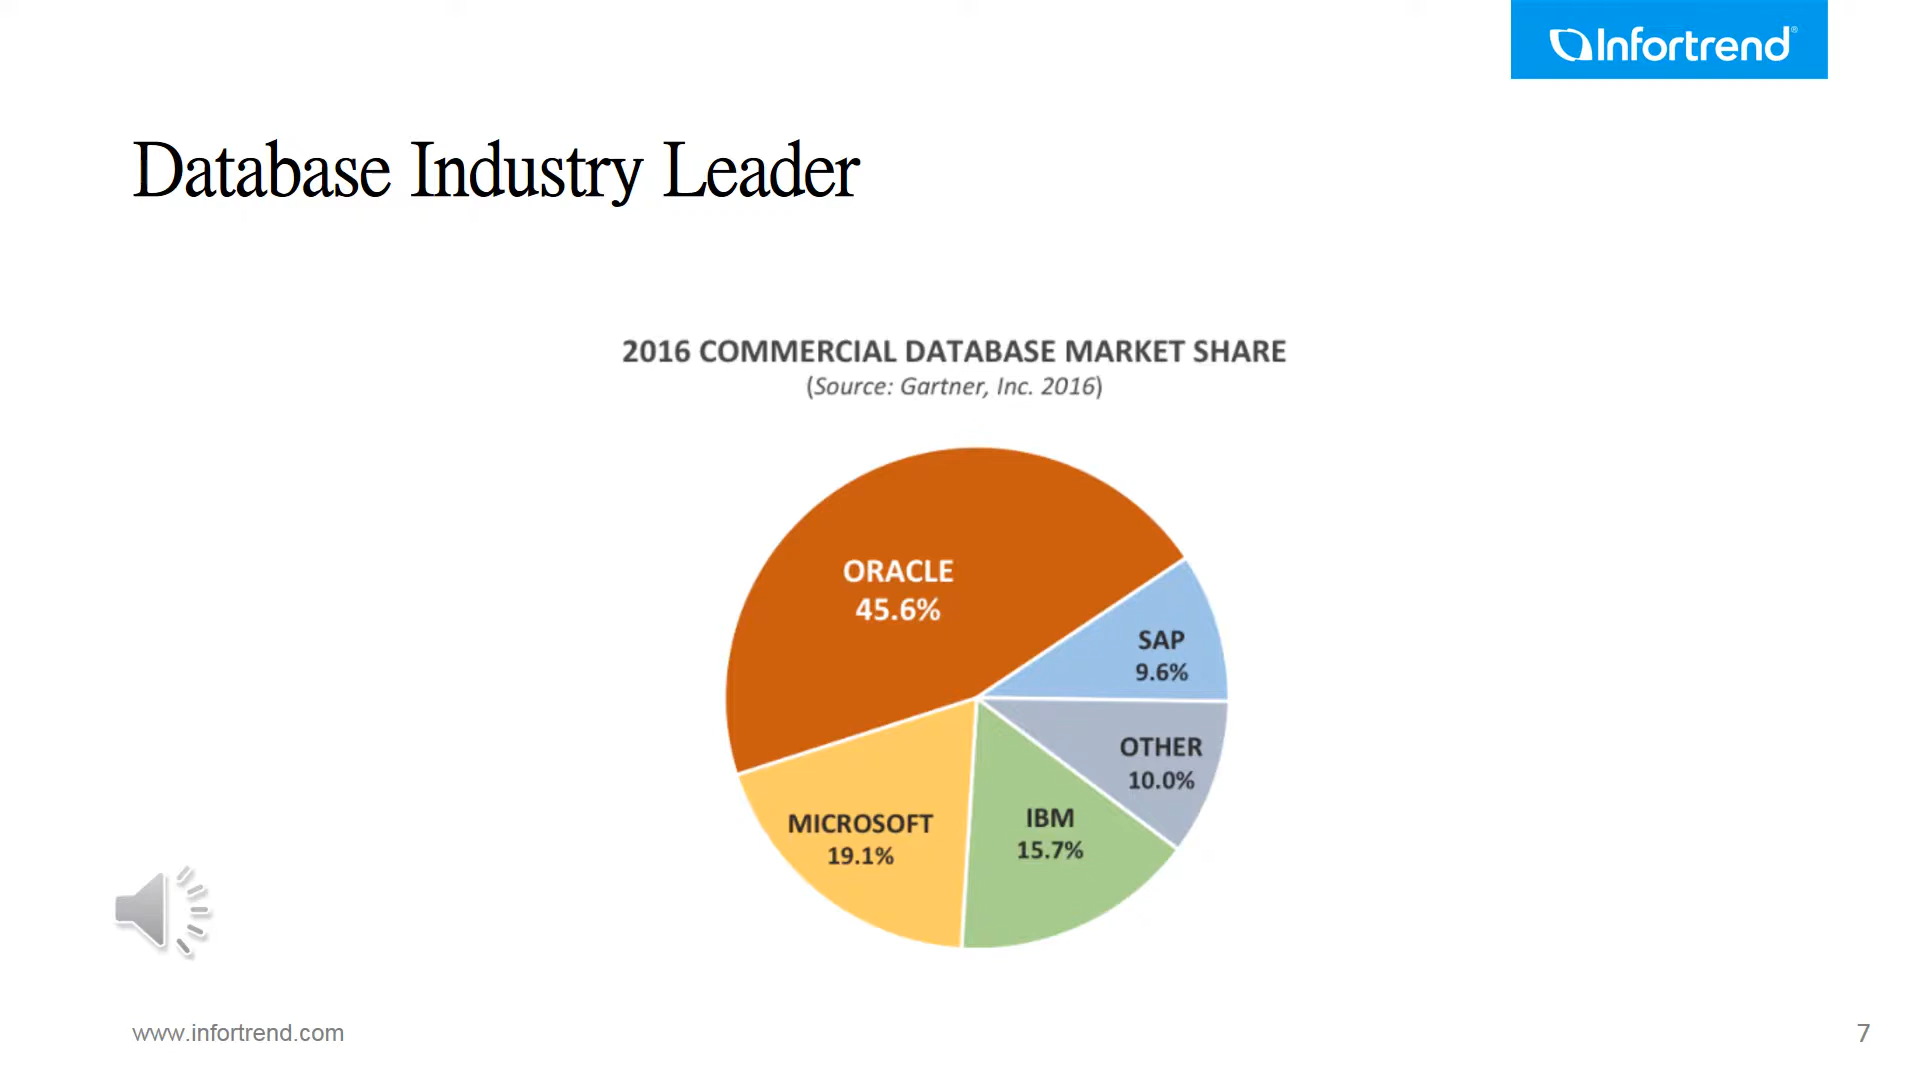 Infortrend®
Database Industry Leader
2016 COMMERCIAL DATABASE MARKET SHARE
(Source: Gartner, Inc. 2016)
ORACLE
45.6%
SAP
9.6%
OTHER
10.0%
IBM
15.7%
MICROSOFT
19.1%
www.infortrend.com
7